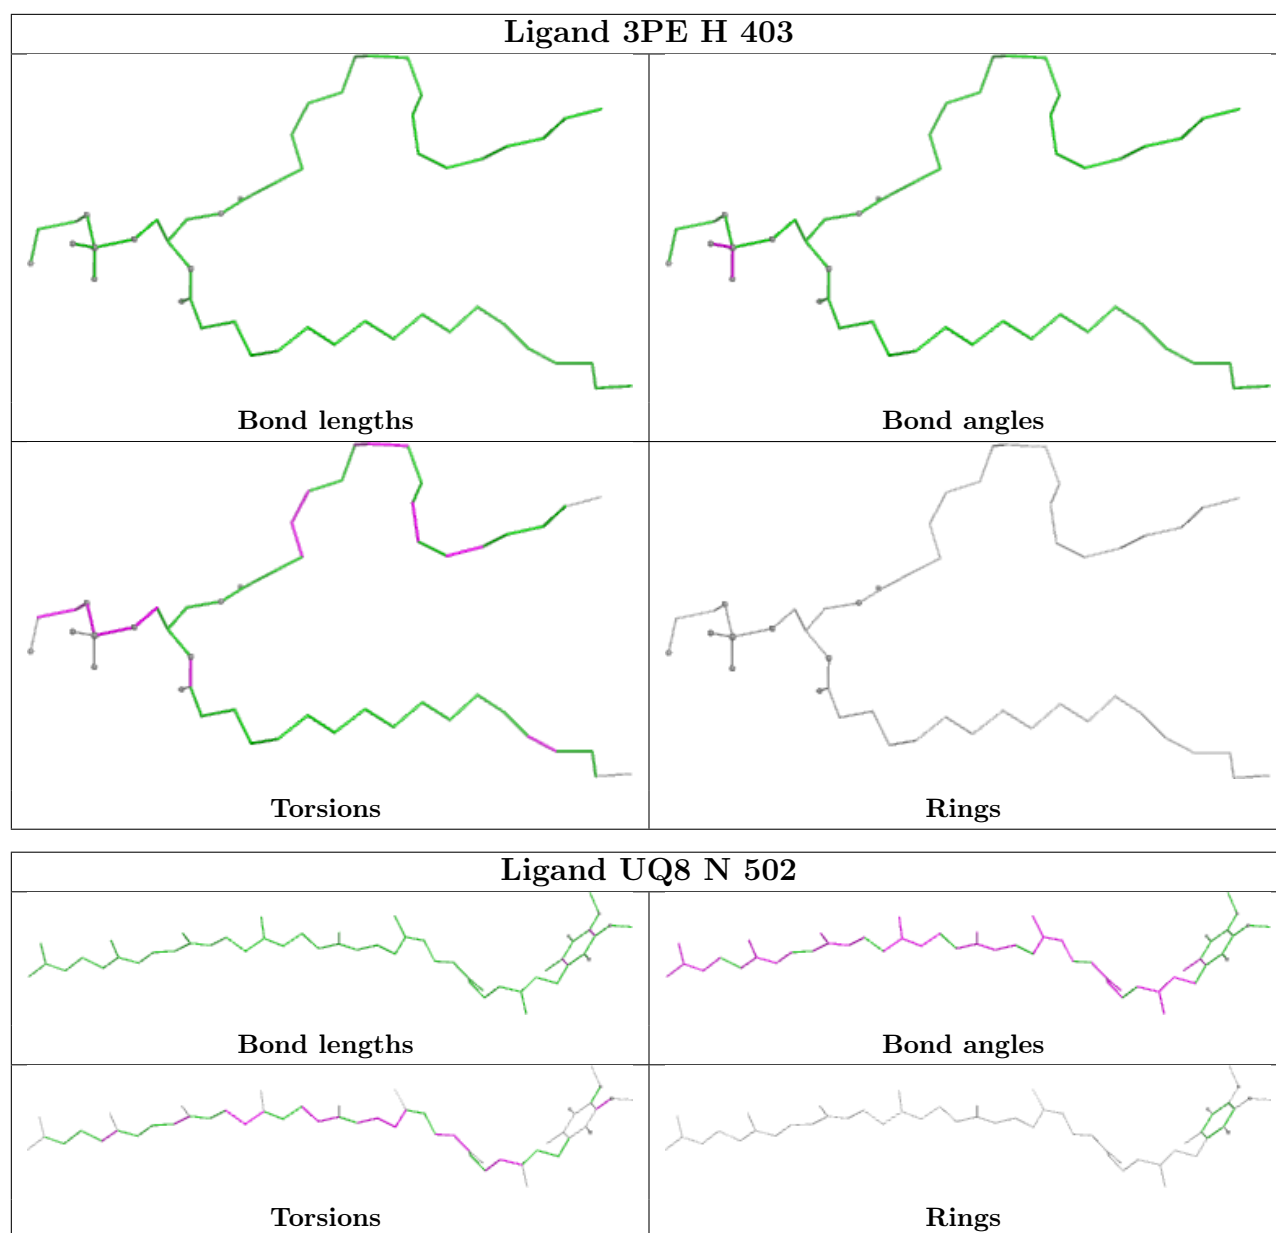 Ligand 3PE H 403
Bond lengths
Bond angles
Torsions
Rings
Ligand UQ8 N 502
Bond lengths
Bond angles
Torsions
Rings